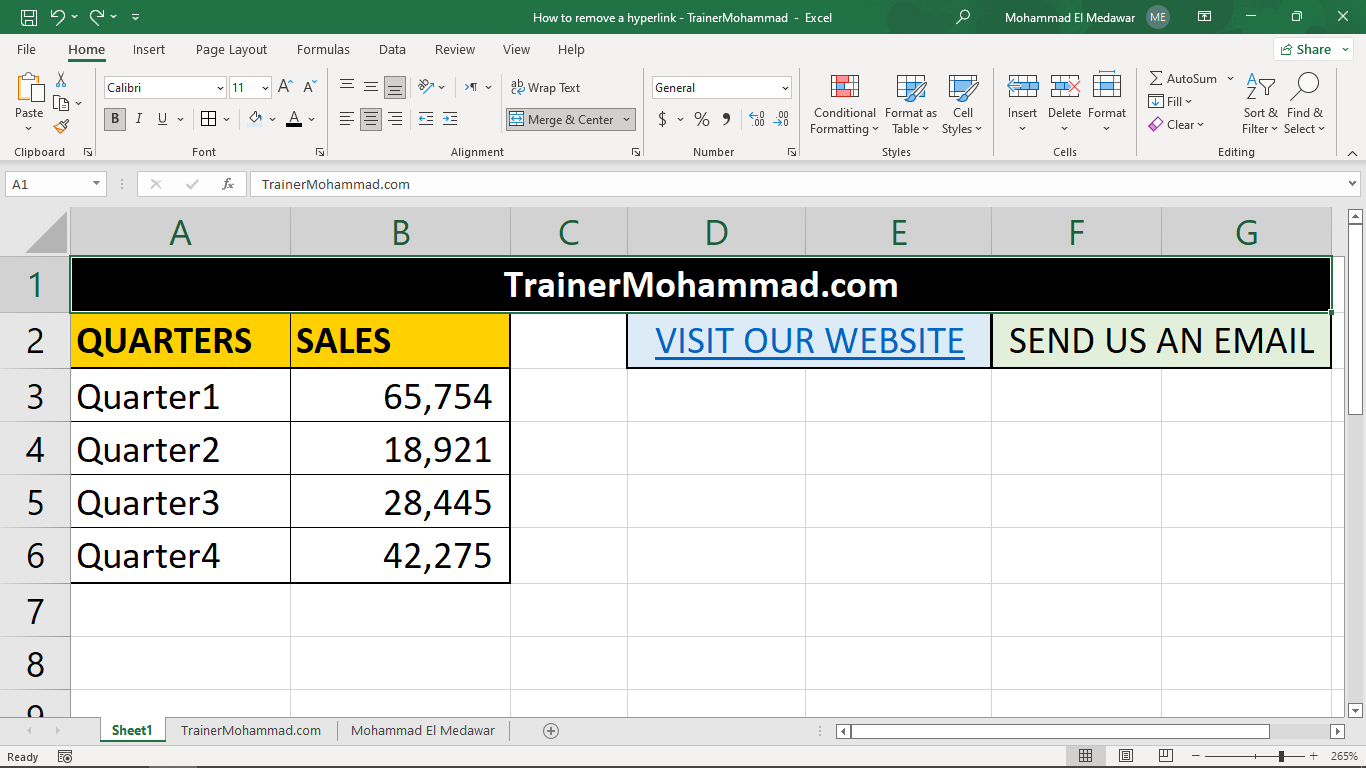 How to remove a hyperlink - TrainerMohammad - Excel
Mohammad El Medawar ME
File Home Insert Page Layout Formulas Data Review View Help Share
Paste
Calibri 11 A A
B I U A
Clipboard Font
ab Wrap Text
Merge & Center
Alignment
General
$ % 9 .00 .00
Number
Conditional Formatting
Format as Table
Cell Styles
Styles
Insert Delete Format
Cells
AutoSum
Fill
Clear
Sort & Filter
Find & Select
Editing
A1 fx TrainerMohammad.com
A B C D E F G
1 TrainerMohammad.com
2 QUARTERS SALES VISIT OUR WEBSITE SEND US AN EMAIL
3 Quarter1 65,754
4 Quarter2 18,921
5 Quarter3 28,445
6 Quarter4 42,275
7
8
9
Sheet1 TrainerMohammad.com Mohammad El Medawar
Ready 265%